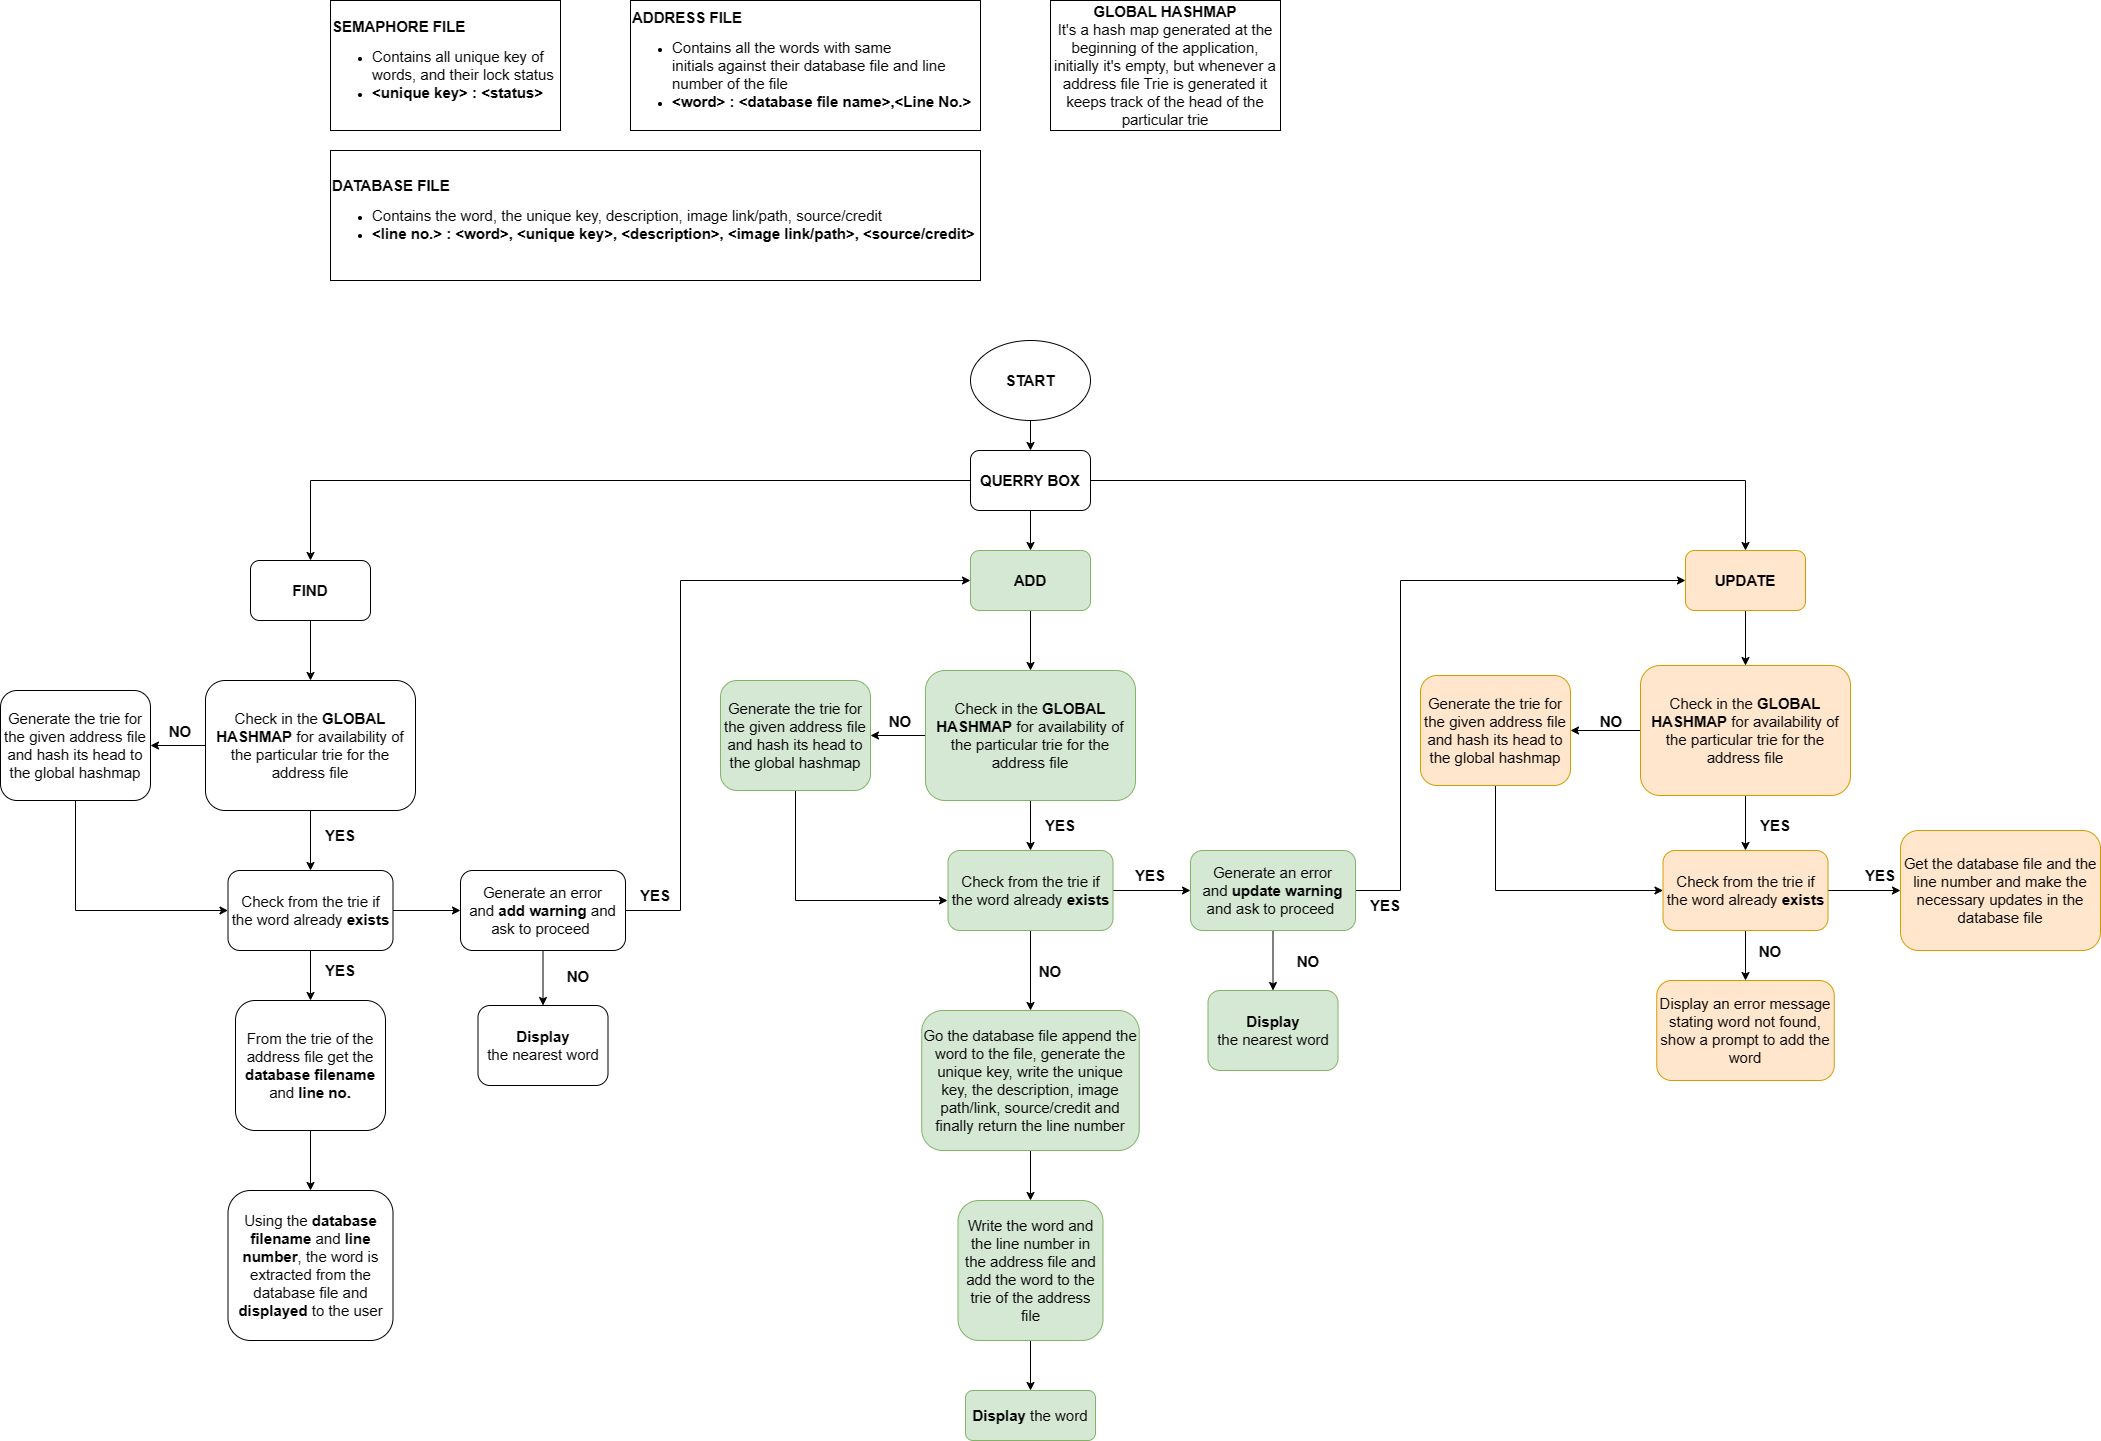 SEMAPHORE FILE
Contains all unique key of
words, and their lock status
<unique key> : <status>
ADDRESS FILE
Contains all the words with same
initials against their database file and line
number of the file
<word> : <database file name>,<Line No.>
GLOBAL HASHMAP
It's a hash map generated at the
beginning of the application,
initially it's empty, but whenever a
address file Trie is generated it
keeps track of the head of the
particular trie
DATABASE FILE
Contains the word, the unique key, description, image link/path, source/credit
<line no.> : <word>, <unique key>, <description>, <image link/path>, <source/credit>
START
QUERRY BOX
FIND
Check in the GLOBAL
HASHMAP for availability of
the particular trie for the
address file
NO
Generate the trie for
the given address file
and hash its head to
the global hashmap
YES
Check from the trie if
the word already exists
Generate an error
and add warning and
ask to proceed
YES
NO
Display
the nearest word
YES
From the trie of the
address file get the
database filename
and line no.
Using the database
filename and line
number, the word is
extracted from the
database file and
displayed to the user
ADD
Check in the GLOBAL
HASHMAP for availability of
the particular trie for the
address file
NO
Generate the trie for
the given address file
and hash its head to
the global hashmap
YES
Check from the trie if
the word already exists
YES
Generate an error
and update warning
and ask to proceed
YES
NO
Display
the nearest word
NO
Go the database file append the
word to the file, generate the
unique key, write the unique
key, the description, image
path/link, source/credit and
finally return the line number
Write the word and
the line number in
the address file and
add the word to the
trie of the address
file
Display the word
UPDATE
Check in the GLOBAL
HASHMAP for availability of
the particular trie for the
address file
NO
Generate the trie for
the given address file
and hash its head to
the global hashmap
YES
Check from the trie if
the word already exists
YES
Get the database file and the
line number and make the
necessary updates in the
database file
NO
Display an error message
stating word not found,
show a prompt to add the
word